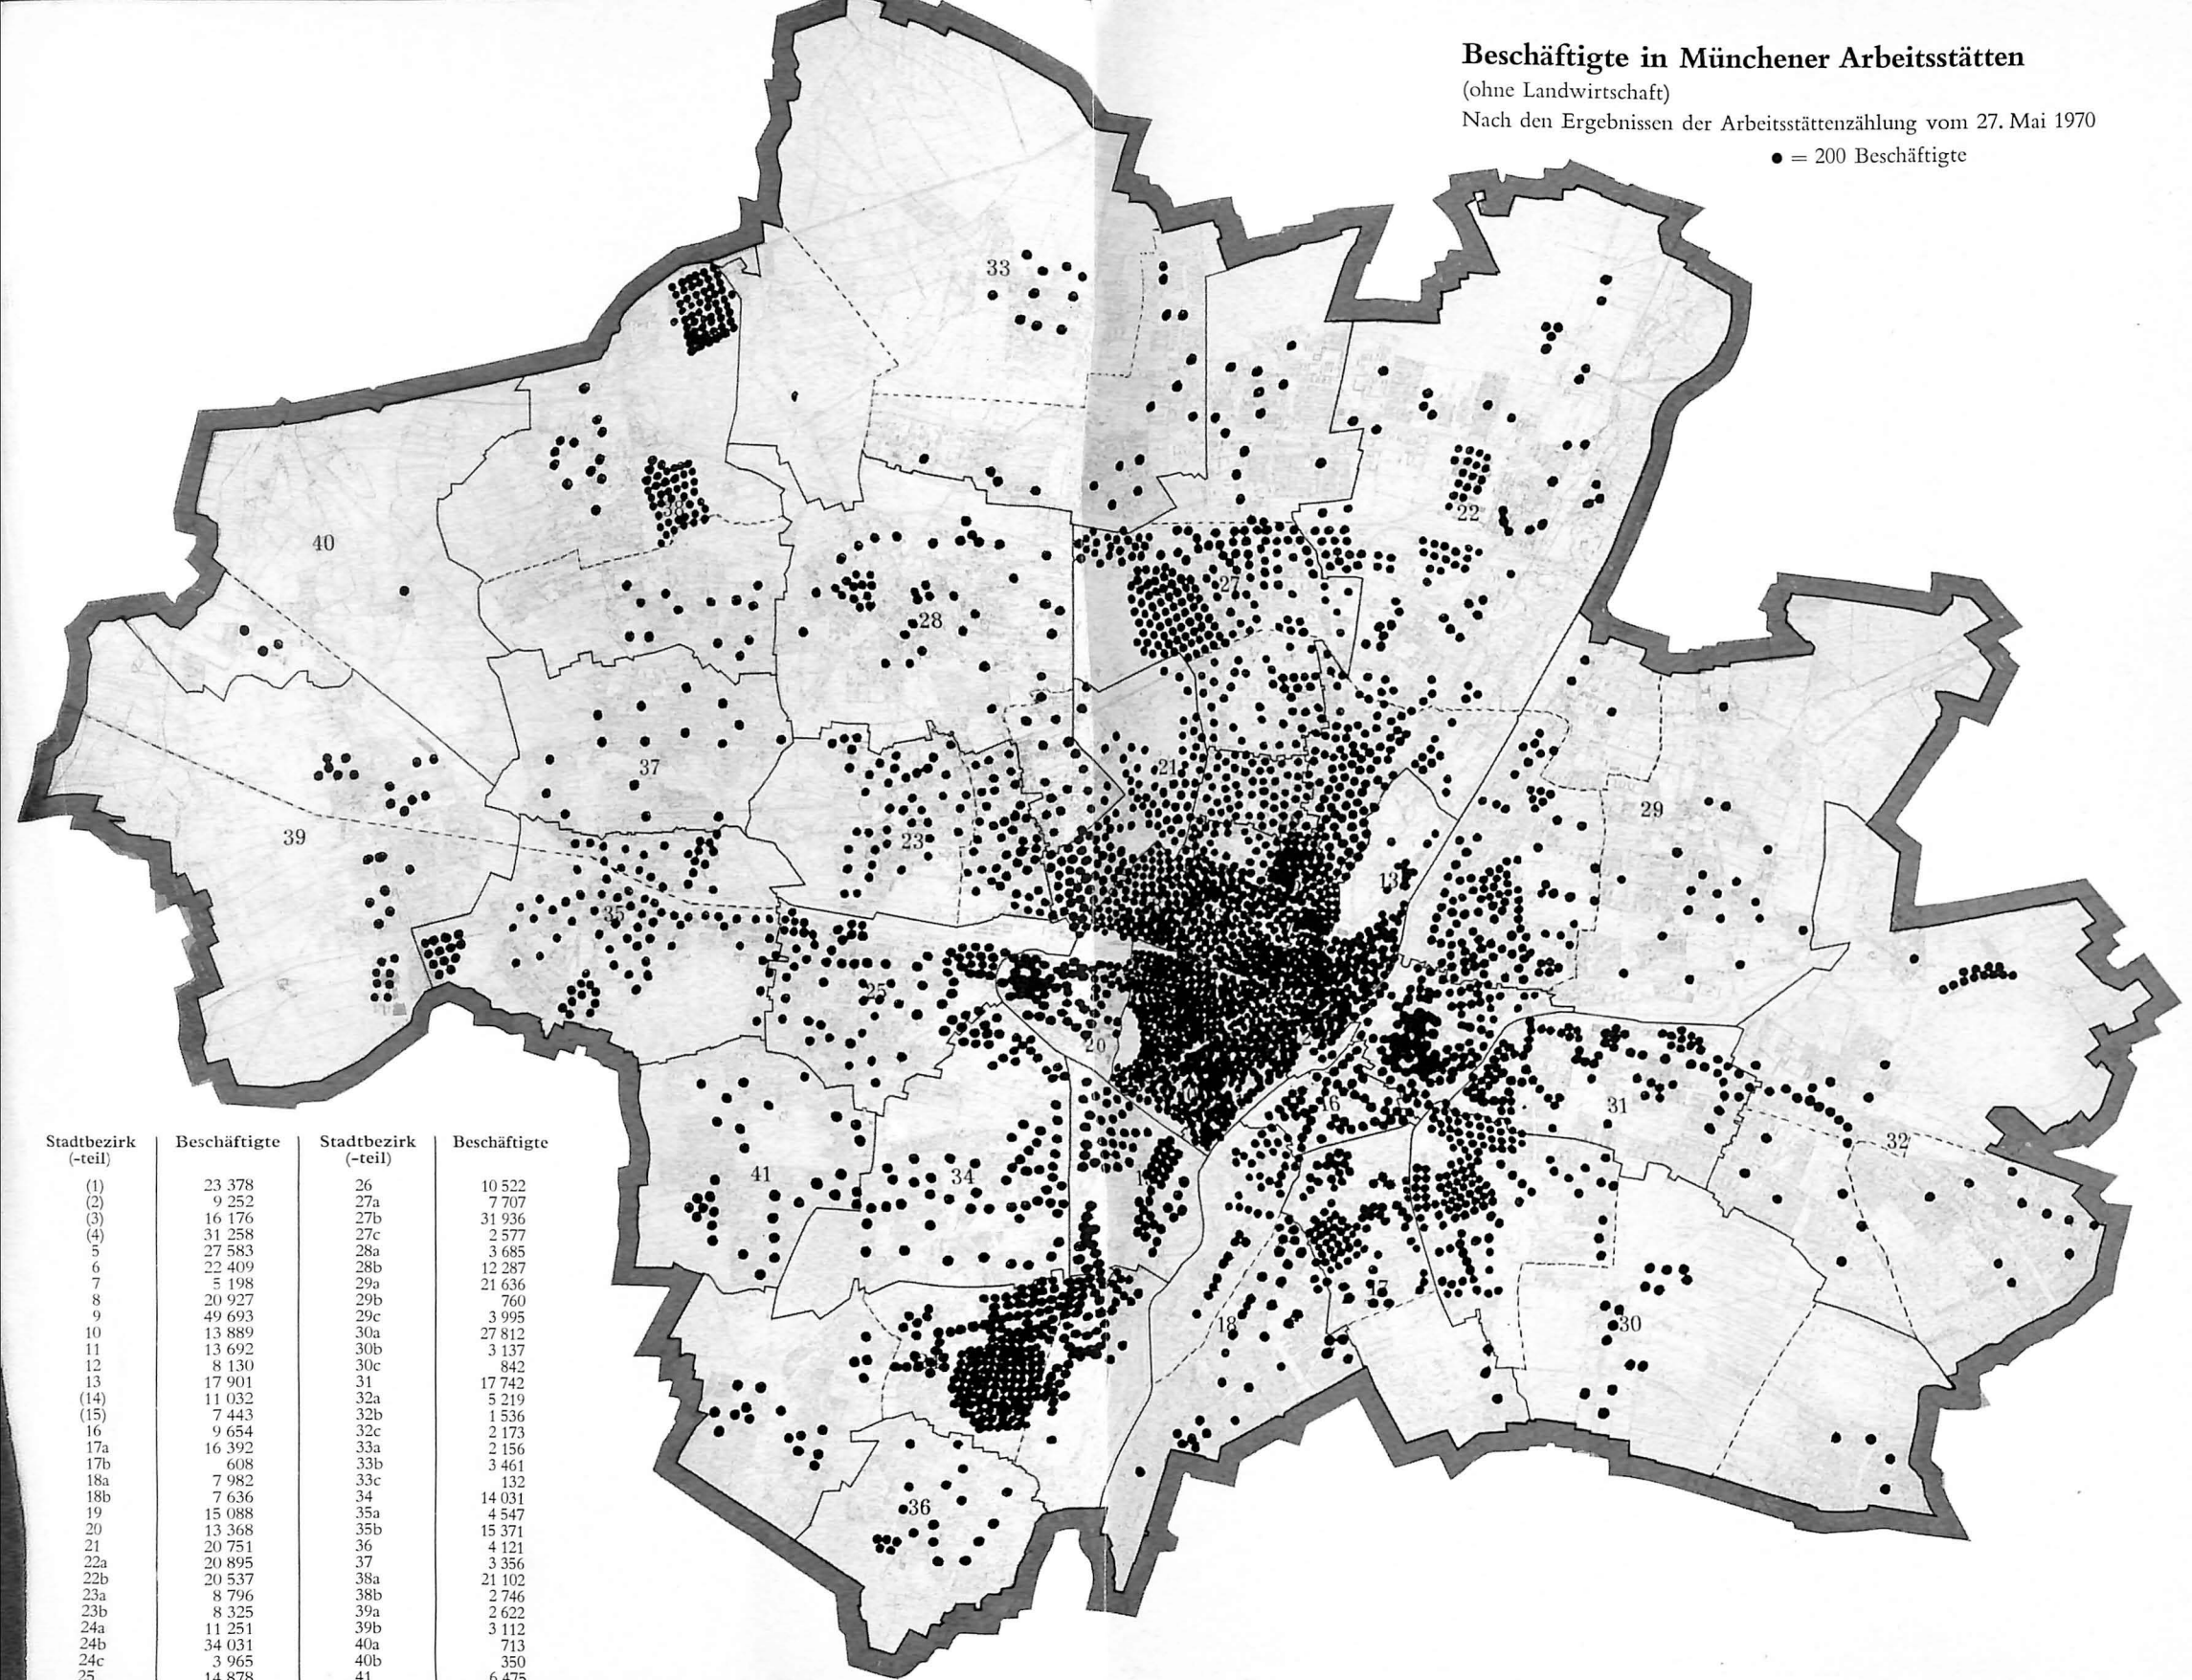 Beschäftigte in Münchener Arbeitsstätten
(ohne Landwirtschaft)
Nach den Ergebnissen der Arbeitsstättenzählung vom 27. Mai 1970
● = 200 Beschäftigte
33
40
38
22
27
28
37
21
29
39
23
13
35
25
20
16
31
32
41
34
17
18
30
36
Stadtbezirk Beschäftigte Stadtbezirk Beschäftigte
(-teil) (-teil)
(1) 23 378 26 10 522
(2) 9 252 27a 7 707
(3) 16 176 27b 31 936
(4) 31 258 27c 2 577
5 27 583 28a 3 685
6 22 409 28b 12 287
7 5 198 29a 21 636
8 20 927 29b 760
9 49 693 29c 3 995
10 13 889 30a 27 812
11 13 692 30b 3 137
12 8 130 30c 842
13 17 901 31 17 742
(14) 11 032 32a 5 219
(15) 7 443 32b 1 536
16 9 654 32c 2 173
17a 16 392 33a 2 156
17b 608 33b 3 461
18a 7 982 33c 132
18b 7 636 34 14 031
19 15 088 35a 4 547
20 13 368 35b 15 371
21 20 751 36 4 121
22a 20 895 37 3 356
22b 20 537 38a 21 102
23a 8 796 38b 2 746
23b 8 325 39a 2 622
24a 11 251 39b 3 112
24b 34 031 40a 713
24c 3 965 40b 350
25 14 878 41 6 475